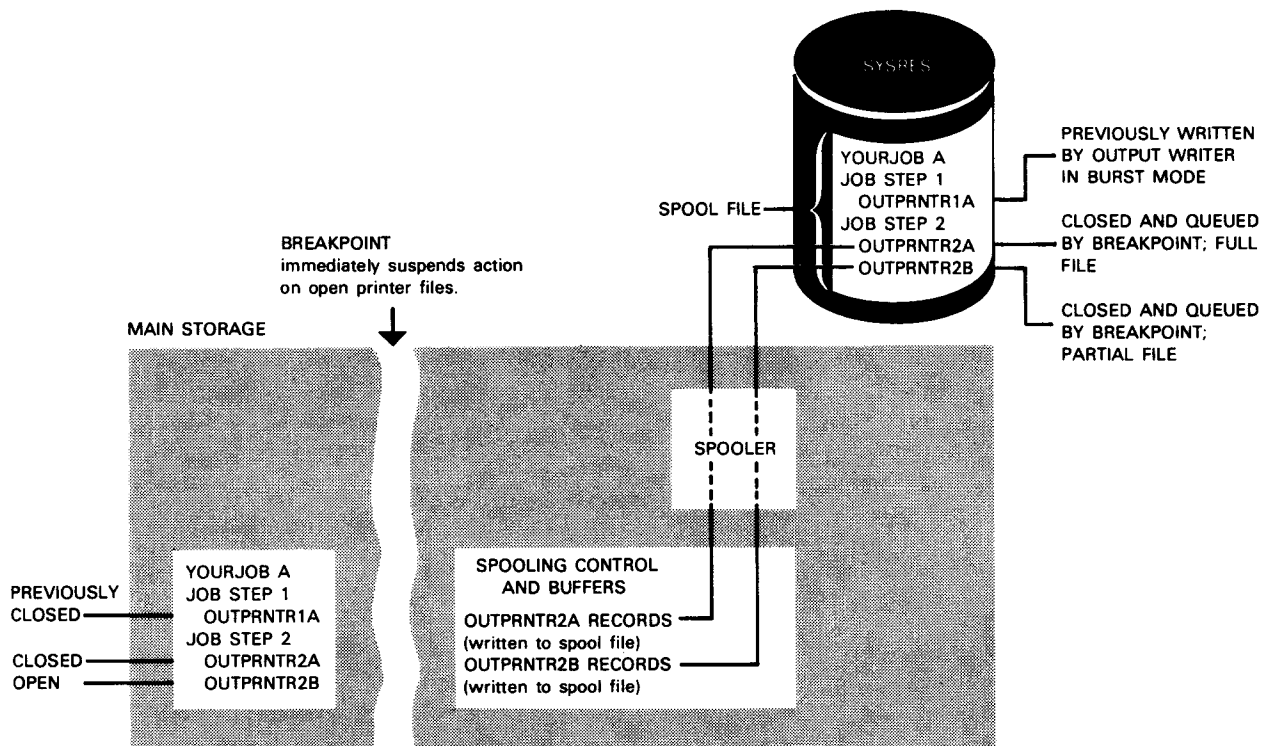 SYSRES
YOURJOB A
JOB STEP 1
OUTPRNTR1A
JOB STEP 2
OUTPRNTR2A
OUTPRNTR2B
SPOOL FILE
PREVIOUSLY WRITTEN
BY OUTPUT WRITER
IN BURST MODE
CLOSED AND QUEUED
BY BREAKPOINT; FULL
FILE
CLOSED AND QUEUED
BY BREAKPOINT;
PARTIAL FILE
BREAKPOINT
immediately suspends action
on open printer files.
MAIN STORAGE
SPOOLER
PREVIOUSLY
CLOSED
CLOSED
OPEN
YOURJOB A
JOB STEP 1
OUTPRNTR1A
JOB STEP 2
OUTPRNTR2A
OUTPRNTR2B
SPOOLING CONTROL
AND BUFFERS
OUTPRNTR2A RECORDS
(written to spool file)
OUTPRNTR2B RECORDS
(written to spool file)